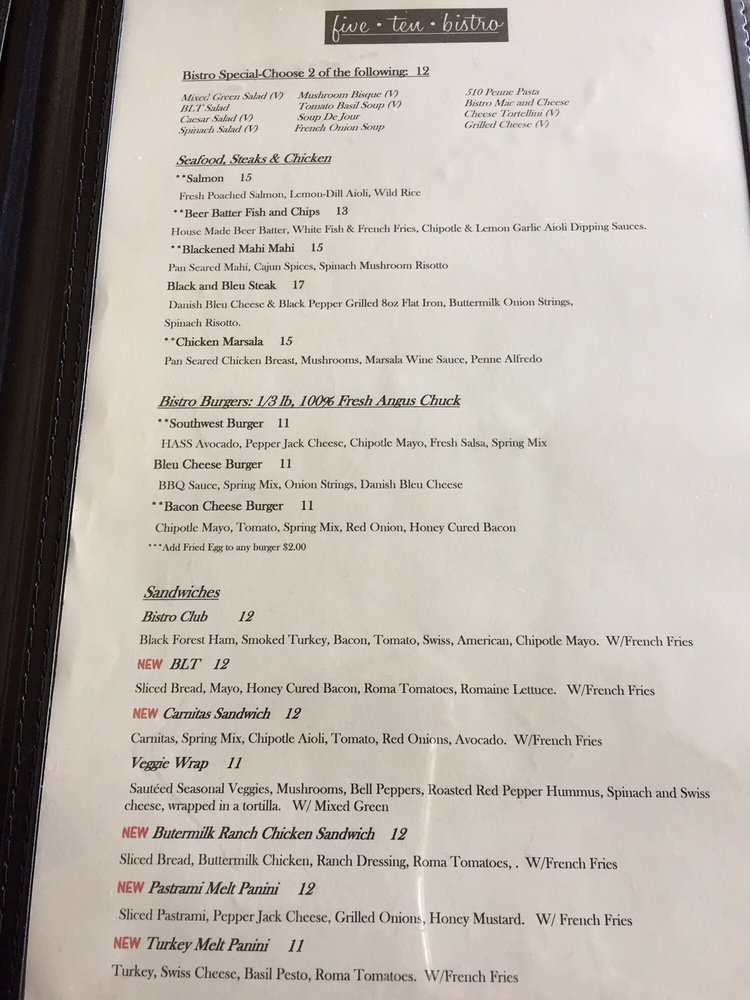 five • ten • bistro
Bistro Special-Choose 2 of the following: 12
Mixed Green Salad (V)
BLT Salad
Caesar Salad (V)
Spinach Salad (V)
Mushroom Bisque (V)
Tomato Basil Soup (V)
Soup De Jour
French Onion Soup
510 Penne Pasta
Bistro Mac and Cheese
Cheese Tortellini (V)
Grilled Cheese (V)
Seafood, Steaks & Chicken
**Salmon 15
Fresh Poached Salmon, Lemon-Dill Aioli, Wild Rice
**Beer Batter Fish and Chips 13
House Made Beer Batter, White Fish & French Fries, Chipotle & Lemon Garlic Aioli Dipping Sauces.
**Blackened Mahi Mahi 15
Pan Seared Mahi, Cajun Spices, Spinach Mushroom Risotto
Black and Bleu Steak 17
Danish Bleu Cheese & Black Pepper Grilled 8oz Flat Iron, Buttermilk Onion Strings,
Spinach Risotto.
**Chicken Marsala 15
Pan Seared Chicken Breast, Mushrooms, Marsala Wine Sauce, Penne Alfredo
Bistro Burgers: 1/3 lb, 100% Fresh Angus Chuck
**Southwest Burger 11
HASS Avocado, Pepper Jack Cheese, Chipotle Mayo, Fresh Salsa, Spring Mix
Bleu Cheese Burger 11
BBQ Sauce, Spring Mix, Onion Strings, Danish Bleu Cheese
**Bacon Cheese Burger 11
Chipotle Mayo, Tomato, Spring Mix, Red Onion, Honey Cured Bacon
***Add Fried Egg to any burger $2.00
Sandwiches
Bistro Club 12
Black Forest Ham, Smoked Turkey, Bacon, Tomato, Swiss, American, Chipotle Mayo. W/French Fries
NEW BLT 12
Sliced Bread, Mayo, Honey Cured Bacon, Roma Tomatoes, Romaine Lettuce. W/French Fries
NEW Carnitas Sandwich 12
Carnitas, Spring Mix, Chipotle Aioli, Tomato, Red Onions, Avocado. W/French Fries
Veggie Wrap 11
Sautéed Seasonal Veggies, Mushrooms, Bell Peppers, Roasted Red Pepper Hummus, Spinach and Swiss
cheese, wrapped in a tortilla. W/ Mixed Green
NEW Butermilk Ranch Chicken Sandwich 12
Sliced Bread, Buttermilk Chicken, Ranch Dressing, Roma Tomatoes, . W/French Fries
NEW Pastrami Melt Panini 12
Sliced Pastrami, Pepper Jack Cheese, Grilled Onions, Honey Mustard. W/ French Fries
NEW Turkey Melt Panini 11
Turkey, Swiss Cheese, Basil Pesto, Roma Tomatoes. W/French Fries